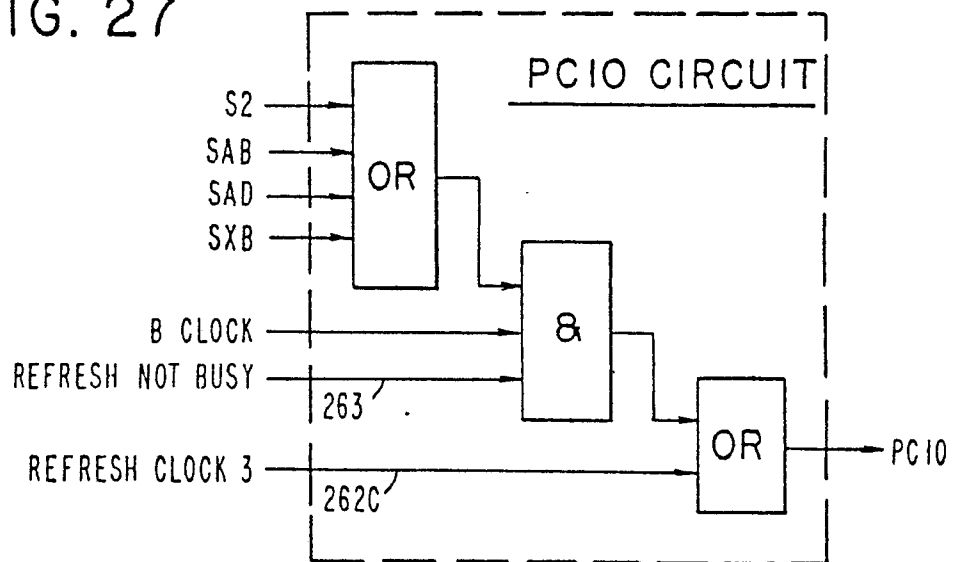 FIG. 27
PC10 CIRCUIT
S2
SAB
SAD
SXB
OR
B CLOCK
&
REFRESH NOT BUSY
263
OR
PC10
REFRESH CLOCK 3
262C